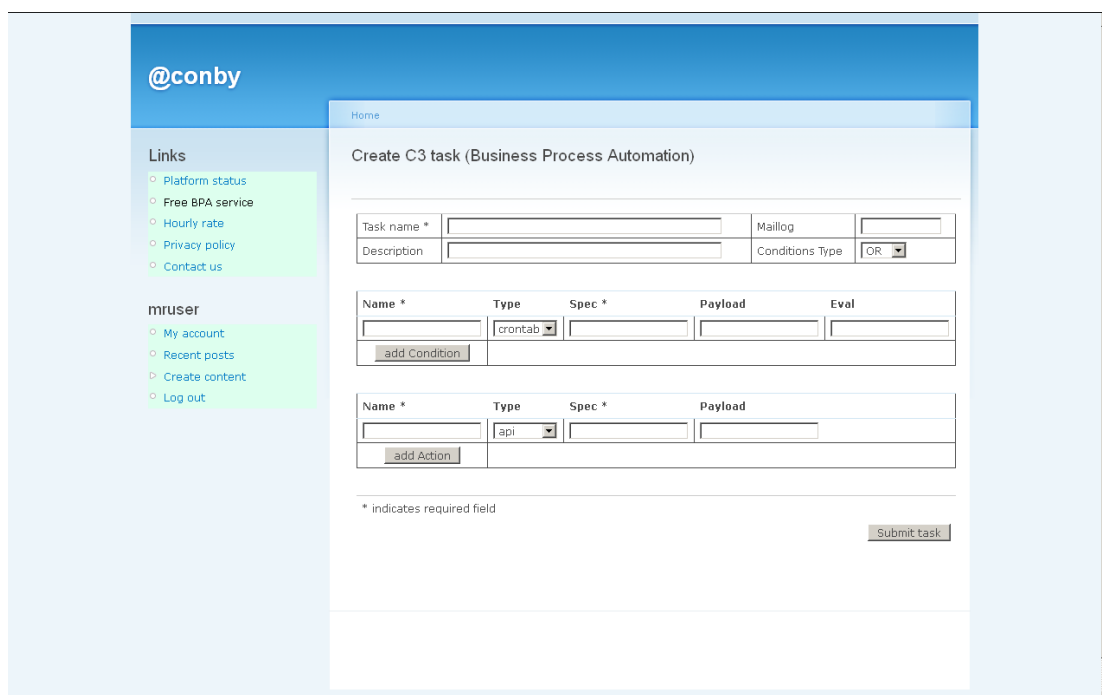 @conby
Home
Links
Platform status
Free BPA service
Hourly rate
Privacy policy
Contact us
mruser
My account
Recent posts
Create content
Log out
Create C3 task (Business Process Automation)
Task name * Maillog
Description Conditions Type OR
Name * Type Spec * Payload Eval
crontab
add Condition
Name * Type Spec * Payload
api
add Action
* indicates required field
Submit task